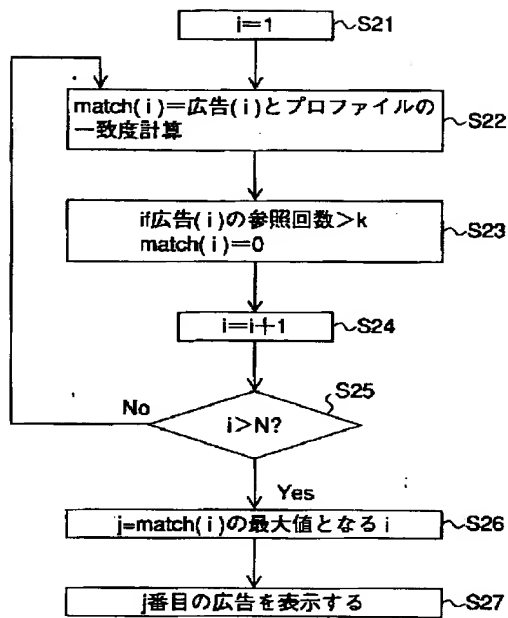 i=1
S21
match(i)=広告(i)とプロファイルの
一致度計算
S22
if広告(i)の参照回数>k
match(i)=0
S23
i=i+1
S24
S25
No
i>N?
Yes
j=match(i)の最大値となる i
S26
j番目の広告を表示する
S27